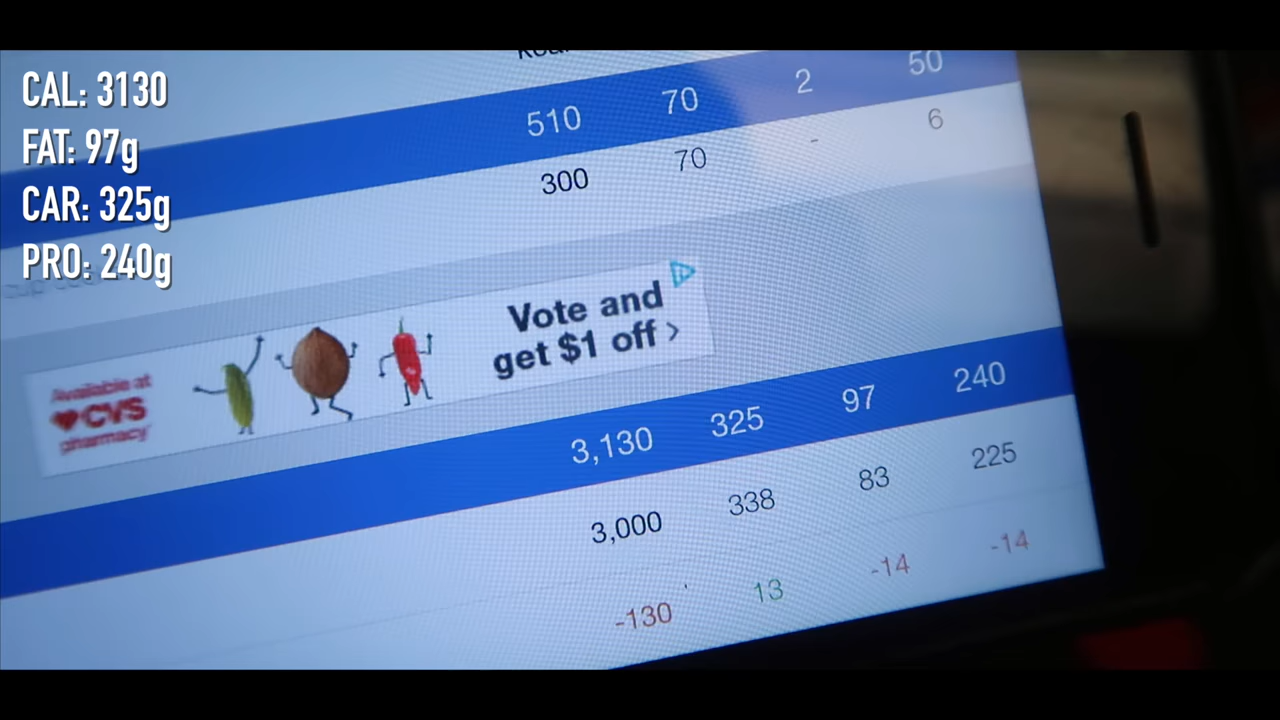 CAL: 3130
FAT: 97g
CAR: 325g
PRO: 240g
510 70 2 50
300 70 - 6
Available at
CVS
pharmacy
Vote and
get $1 off >
3,130 325 97 240
3,000 338 83 225
-130 13 -14 -14